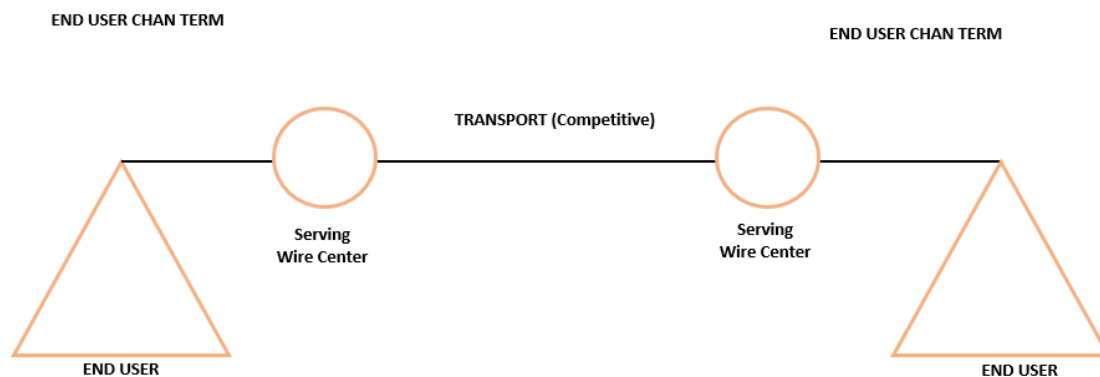 END USER CHAN TERM
END USER CHAN TERM
TRANSPORT (Competitive)
Serving
Wire Center
Serving
Wire Center
END USER
END USER